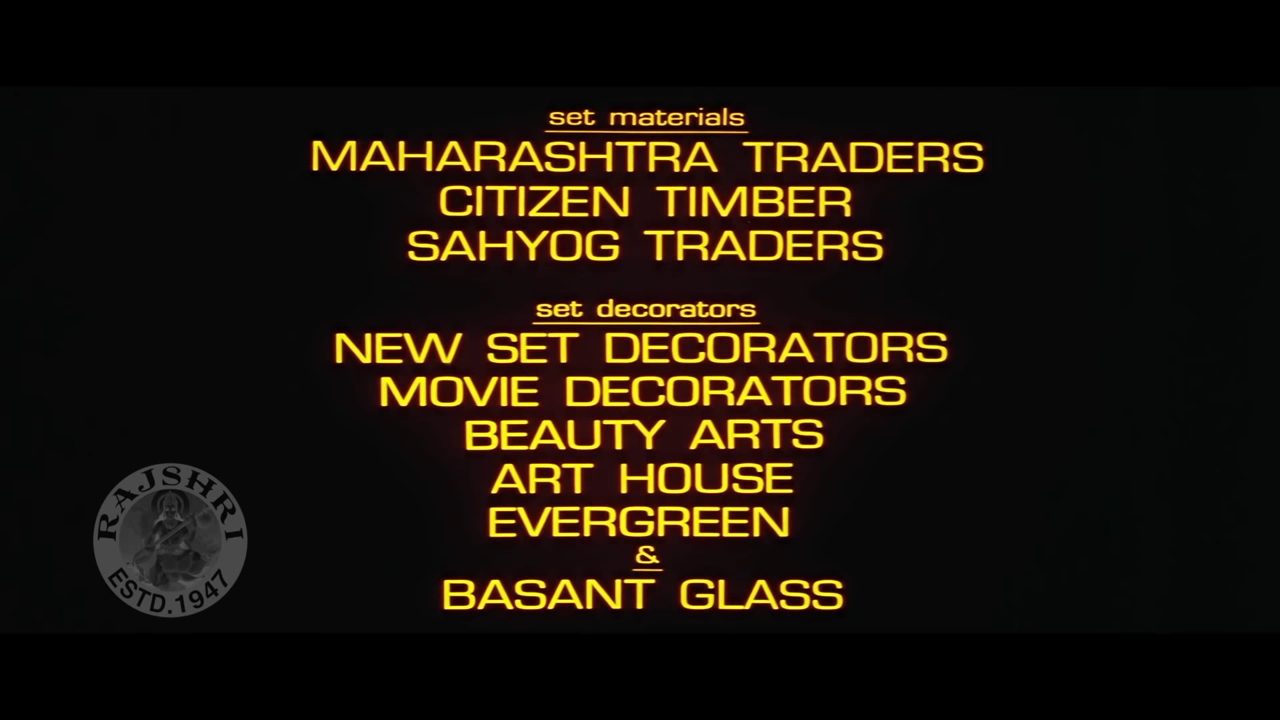 set materials
MAHARASHTRA TRADERS
CITIZEN TIMBER
SAHYOG TRADERS
set decorators
NEW SET DECORATORS
MOVIE DECORATORS
BEAUTY ARTS
ART HOUSE
EVERGREEN
&
BASANT GLASS
RAJSHRI
ESTD.1947